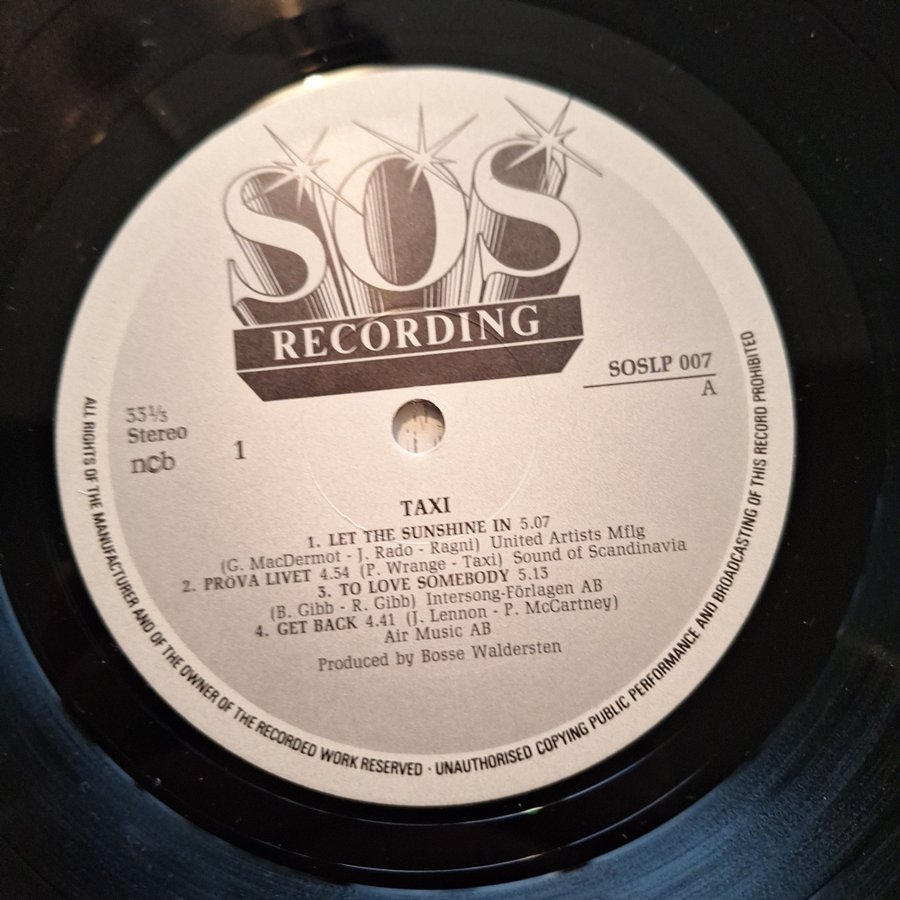 SOS
RECORDING
SOSLP 007
A
33⅓
Stereo
ncb
1
TAXI
1. LET THE SUNSHINE IN 5.07
(G. MacDermot - J. Rado - Ragni) United Artists Mflg
2. PROVA LIVET 4.54 (P. Wrange - Taxi) Sound of Scandinavia
3. TO LOVE SOMEBODY 5.13
(B. Gibb - R. Gibb) Intersong-Förlagen AB
4. GET BACK 4.41 (J. Lennon - P. McCartney)
Air Music AB
Produced by Bosse Waldersten
ALL RIGHTS OF THE MANUFACTURER AND OF THE OWNER OF THE RECORDED WORK RESERVED · UNAUTHORISED COPYING PUBLIC PERFORMANCE AND BROADCASTING OF THIS RECORD PROHIBITED